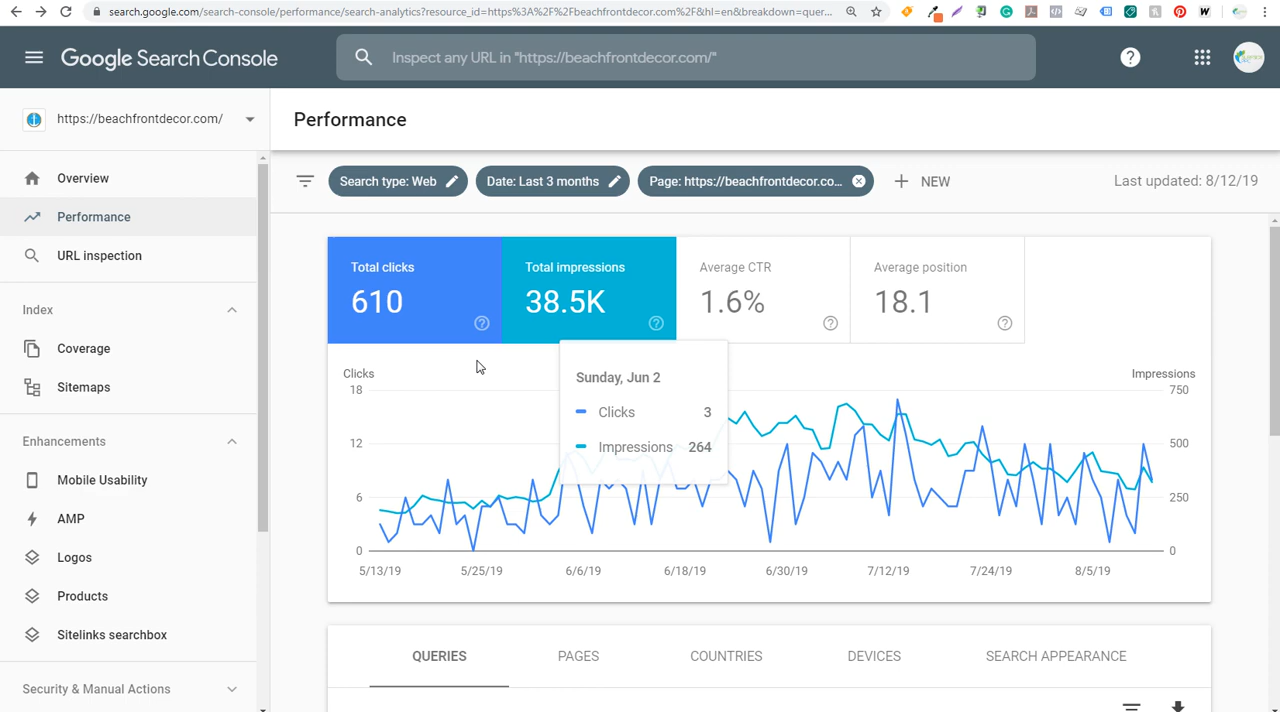 search.google.com/search-console/performance/search-analytics?resource_id=https%3A%2F%2Fbeachfrontdecor.com%2F&hl=en&breakdown=quer...
Google Search Console
Inspect any URL in "https://beachfrontdecor.com/"
https://beachfrontdecor.com/
Performance
Overview
Performance
URL inspection
Index
Coverage
Sitemaps
Enhancements
Mobile Usability
AMP
Logos
Products
Sitelinks searchbox
Security & Manual Actions
Search type: Web
Date: Last 3 months
Page: https://beachfrontdecor.co...
NEW
Last updated: 8/12/19
Total clicks
610
Total impressions
38.5K
Average CTR
1.6%
Average position
18.1
Clicks
Impressions
18
12
6
0
750
500
250
0
Sunday, Jun 2
Clicks 3
Impressions 264
5/13/19 5/25/19 6/6/19 6/18/19 6/30/19 7/12/19 7/24/19 8/5/19
QUERIES PAGES COUNTRIES DEVICES SEARCH APPEARANCE